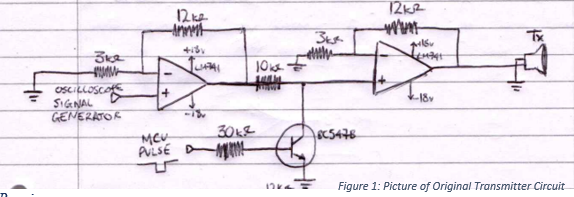 12kΩ
12kΩ
3kΩ
+18v
LM741
3kΩ
+18v
LM741
Tx
10kΩ
OSCILLOSCOPE
SIGNAL
GENERATOR
-18v
-18v
MCU
PULSE
30kΩ
BC547B
12kΩ
Figure 1: Picture of Original Transmitter Circuit